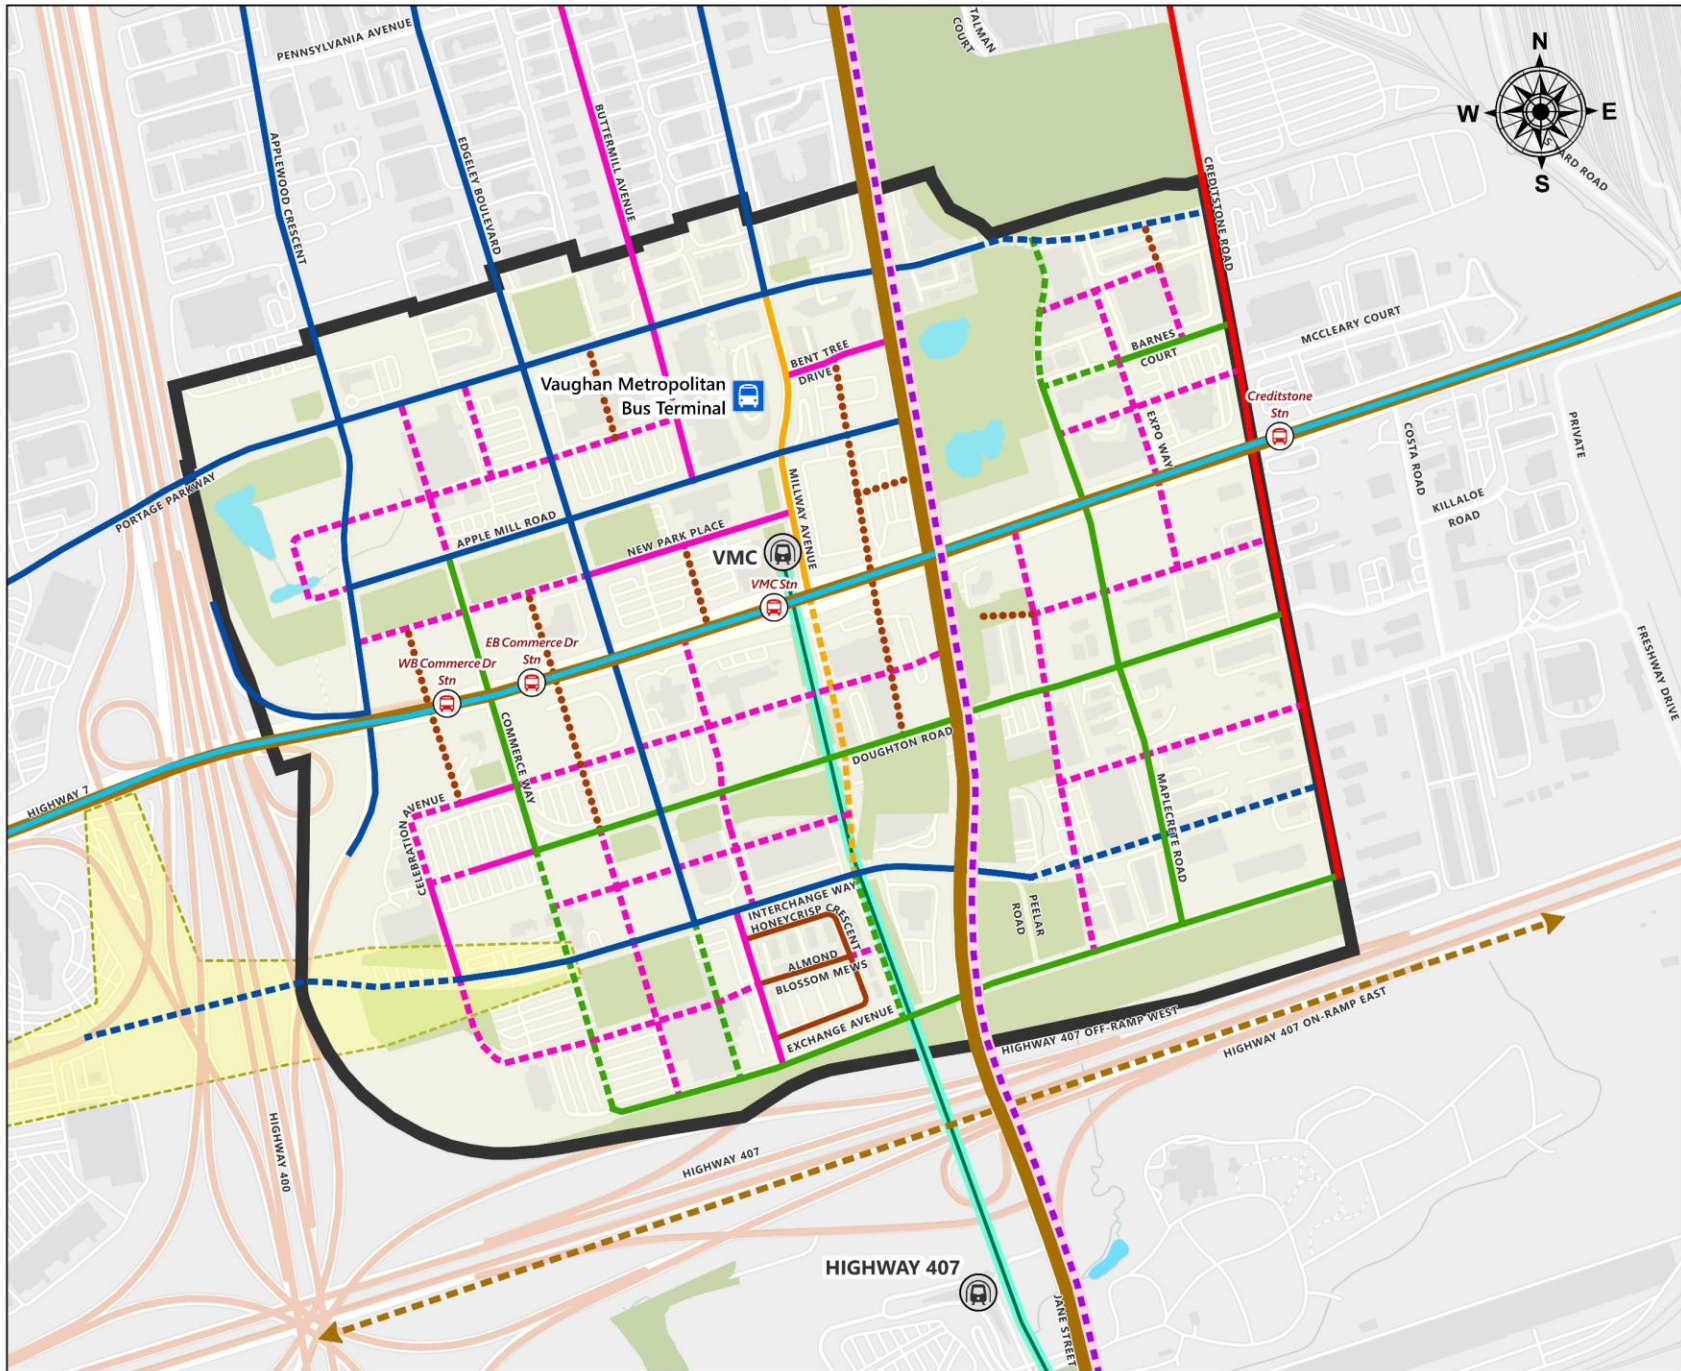 PENNSYLVANIA AVENUE
TALMAN
COURT
N
W
E
S
YARD ROAD
APPLEWOOD CRESCENT
EDGELEY BOULEVARD
BUTTERMILL AVENUE
CREDITSTONE ROAD
MCCLEARY COURT
BENT TREE
DRIVE
BARNES
COURT
Vaughan Metropolitan
Bus Terminal
Creditstone
Stn
EXPO WAY
COSTA ROAD
PRIVATE
KILLALOE
ROAD
PORTAGE PARKWAY
APPLE MILL ROAD
NEW PARK PLACE
MILLWAY AVENUE
VMC
VMC Stn
EB Commerce Dr
Stn
WB Commerce Dr
Stn
FRESHWAY DRIVE
COMMERCE WAY
DOUGHTON ROAD
HIGHWAY 7
CELEBRATION
AVENUE
MAPLECRETE ROAD
INTERCHANGE WAY
HONEYCRISP CRESCENT
PEELAR
ROAD
ALMOND
BLOSSOM MEWS
EXCHANGE AVENUE
HIGHWAY 407 OFF-RAMP WEST
HIGHWAY 407 ON-RAMP EAST
HIGHWAY 400
HIGHWAY 407
HIGHWAY 407
JANE STREET